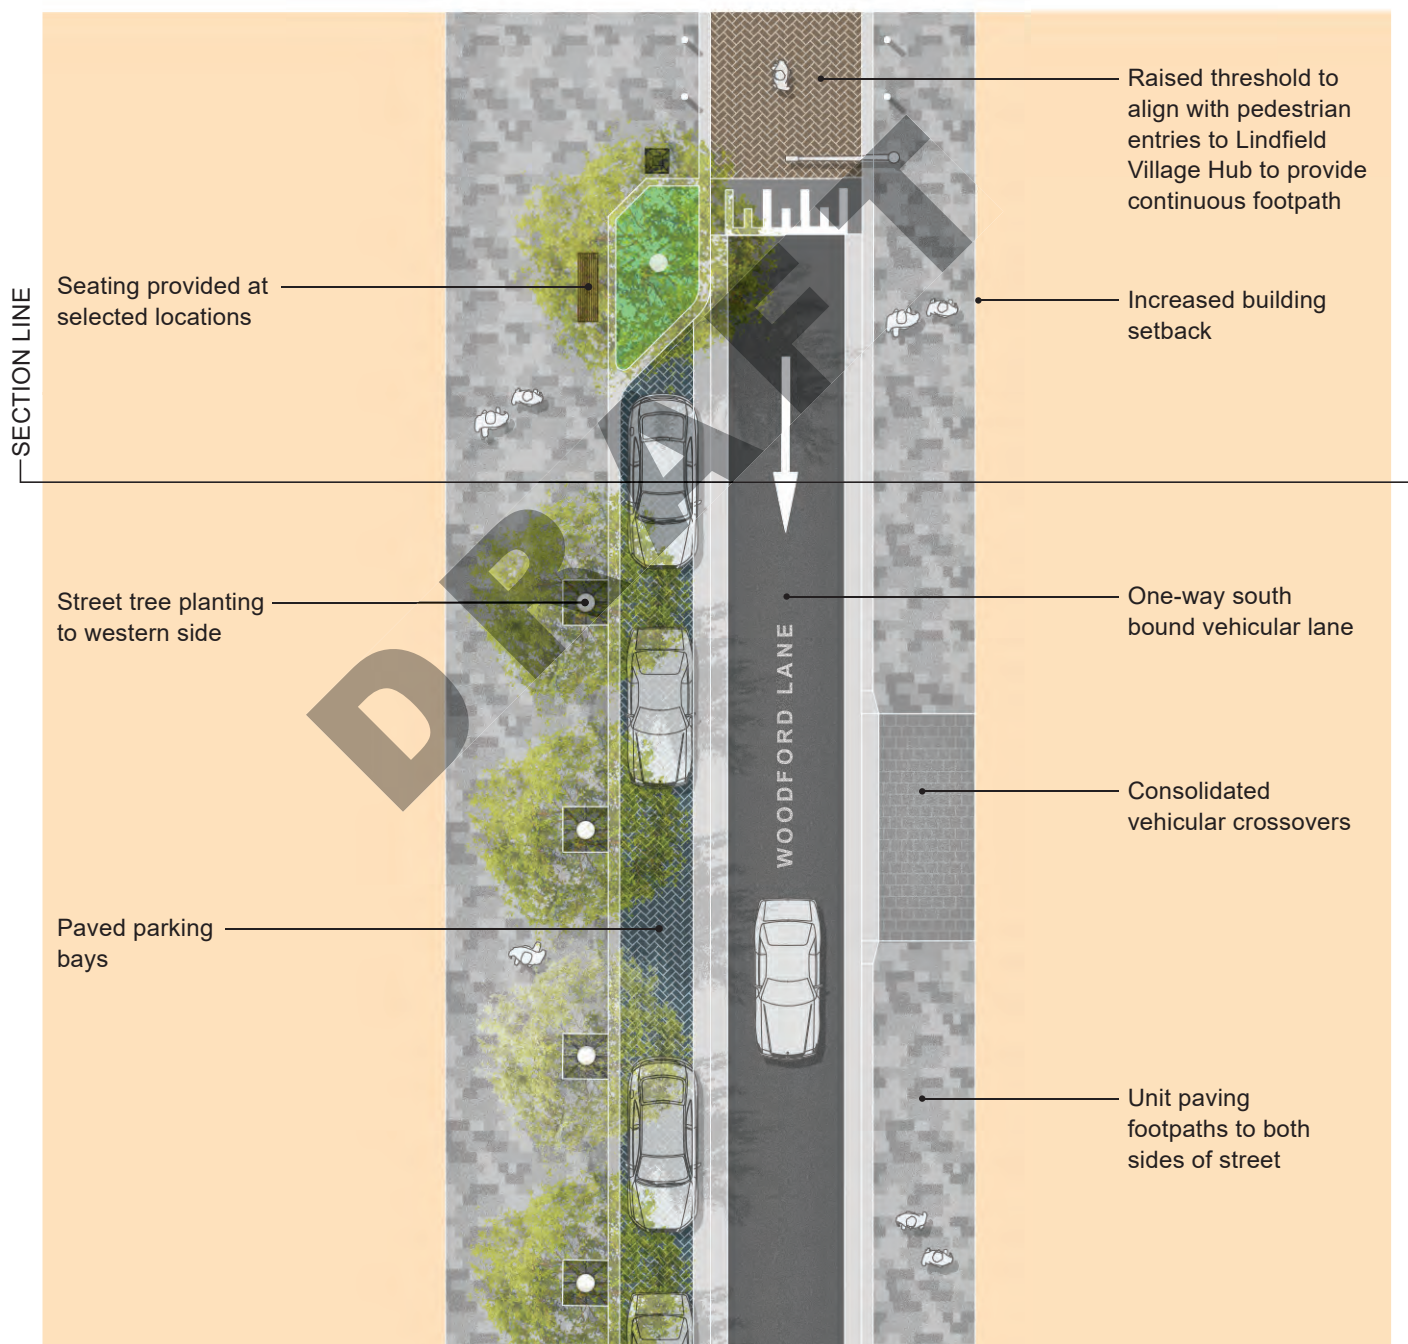 Raised threshold to
align with pedestrian
entries to Lindfield
Village Hub to provide
continuous footpath
Seating provided at
selected locations
Increased building
setback
SECTION LINE
Street tree planting
to western side
One-way south
bound vehicular lane
WOODFORD LANE
Consolidated
vehicular crossovers
Paved parking
bays
Unit paving
footpaths to both
sides of street
DRAFT